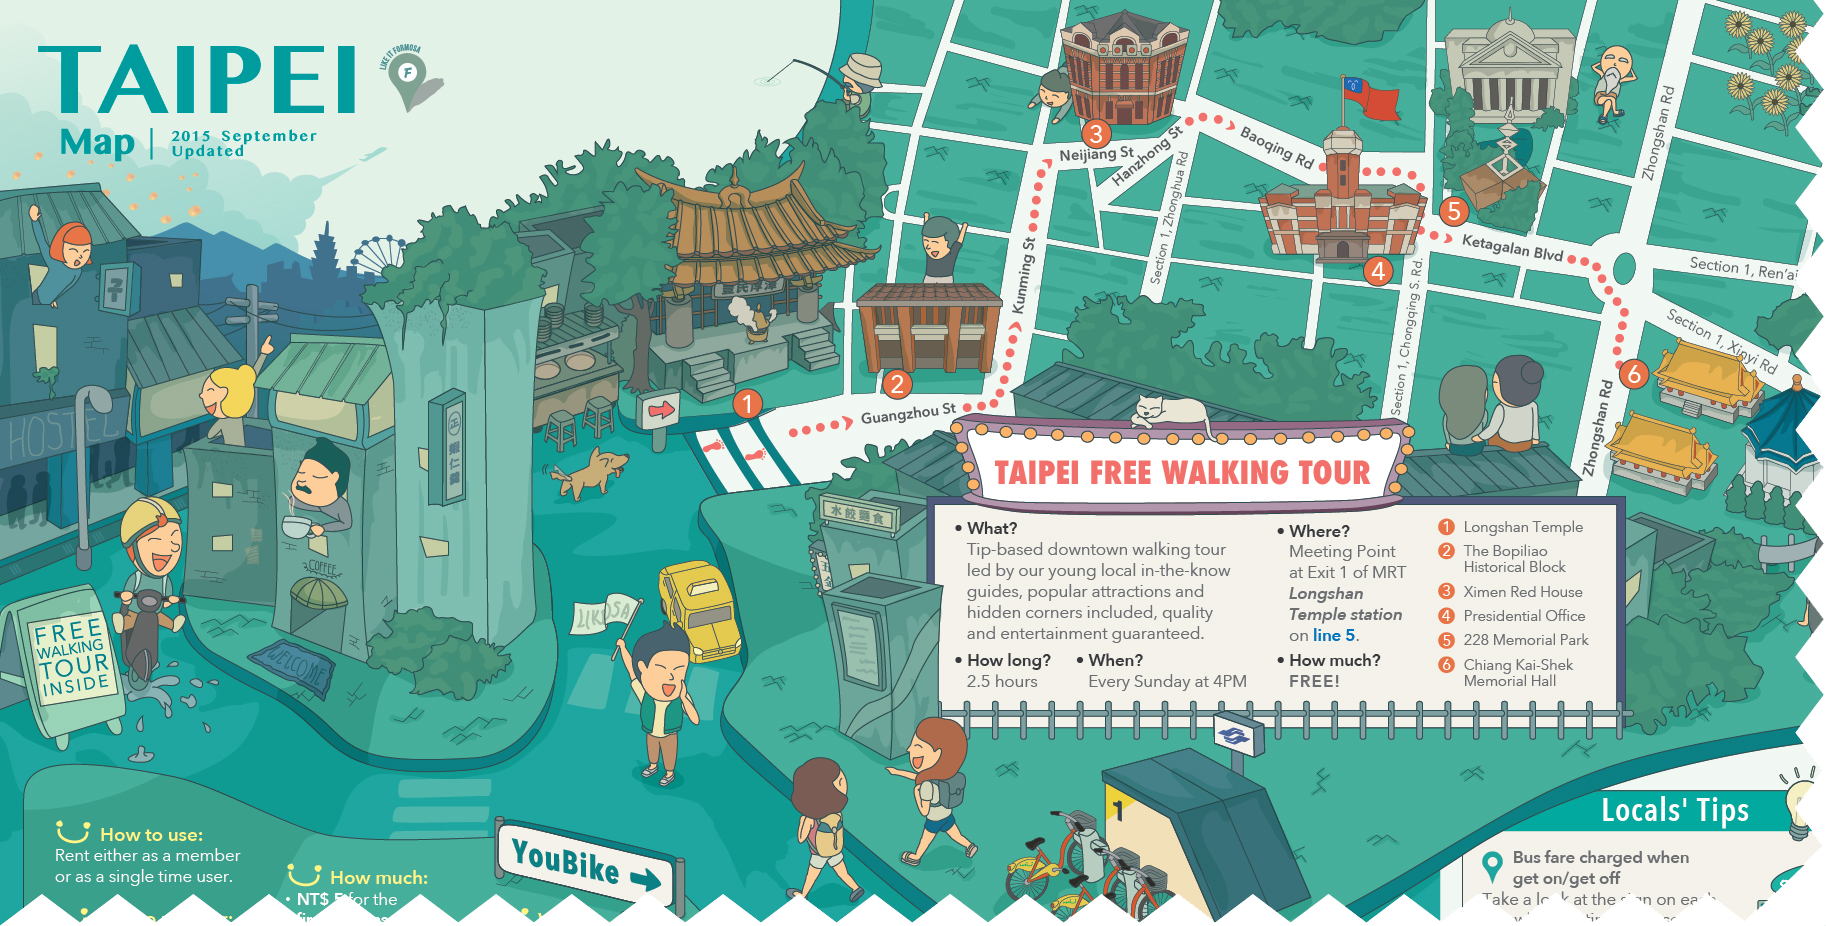 TAIPEI
LIKE IT FORMOSA
F
Map
2015 September
Updated
HOSTEL
FREE
WALKING
TOUR
INSIDE
COFFEE
WELCOME
LIKOSA
水餃麵食
五金
1
Guangzhou St
2
Kunming St
3
Neijiang St
Hanzhong St
Section 1, Zhonghua Rd
Baoqing Rd
4
Section 1, Chongqing S. Rd.
5
Ketagalan Blvd
Zhongshan Rd
Section 1, Ren'ai
Section 1, Xinyi Rd
6
Zhongshan Rd
TAIPEI FREE WALKING TOUR
• What?
Tip-based downtown walking tour
led by our young local in-the-know
guides, popular attractions and
hidden corners included, quality
and entertainment guaranteed.
• How long?
2.5 hours
• When?
Every Sunday at 4PM
• Where?
Meeting Point
at Exit 1 of MRT
Longshan
Temple station
on line 5.
• How much?
FREE!
1 Longshan Temple
2 The Bopiliao
Historical Block
3 Ximen Red House
4 Presidential Office
5 228 Memorial Park
6 Chiang Kai-Shek
Memorial Hall
1
YouBike
How to use:
Rent either as a member
or as a single time user.
How much:
• NT$ 5 for the
Locals' Tips
Bus fare charged when
get on/get off
Take a look at the sign on each